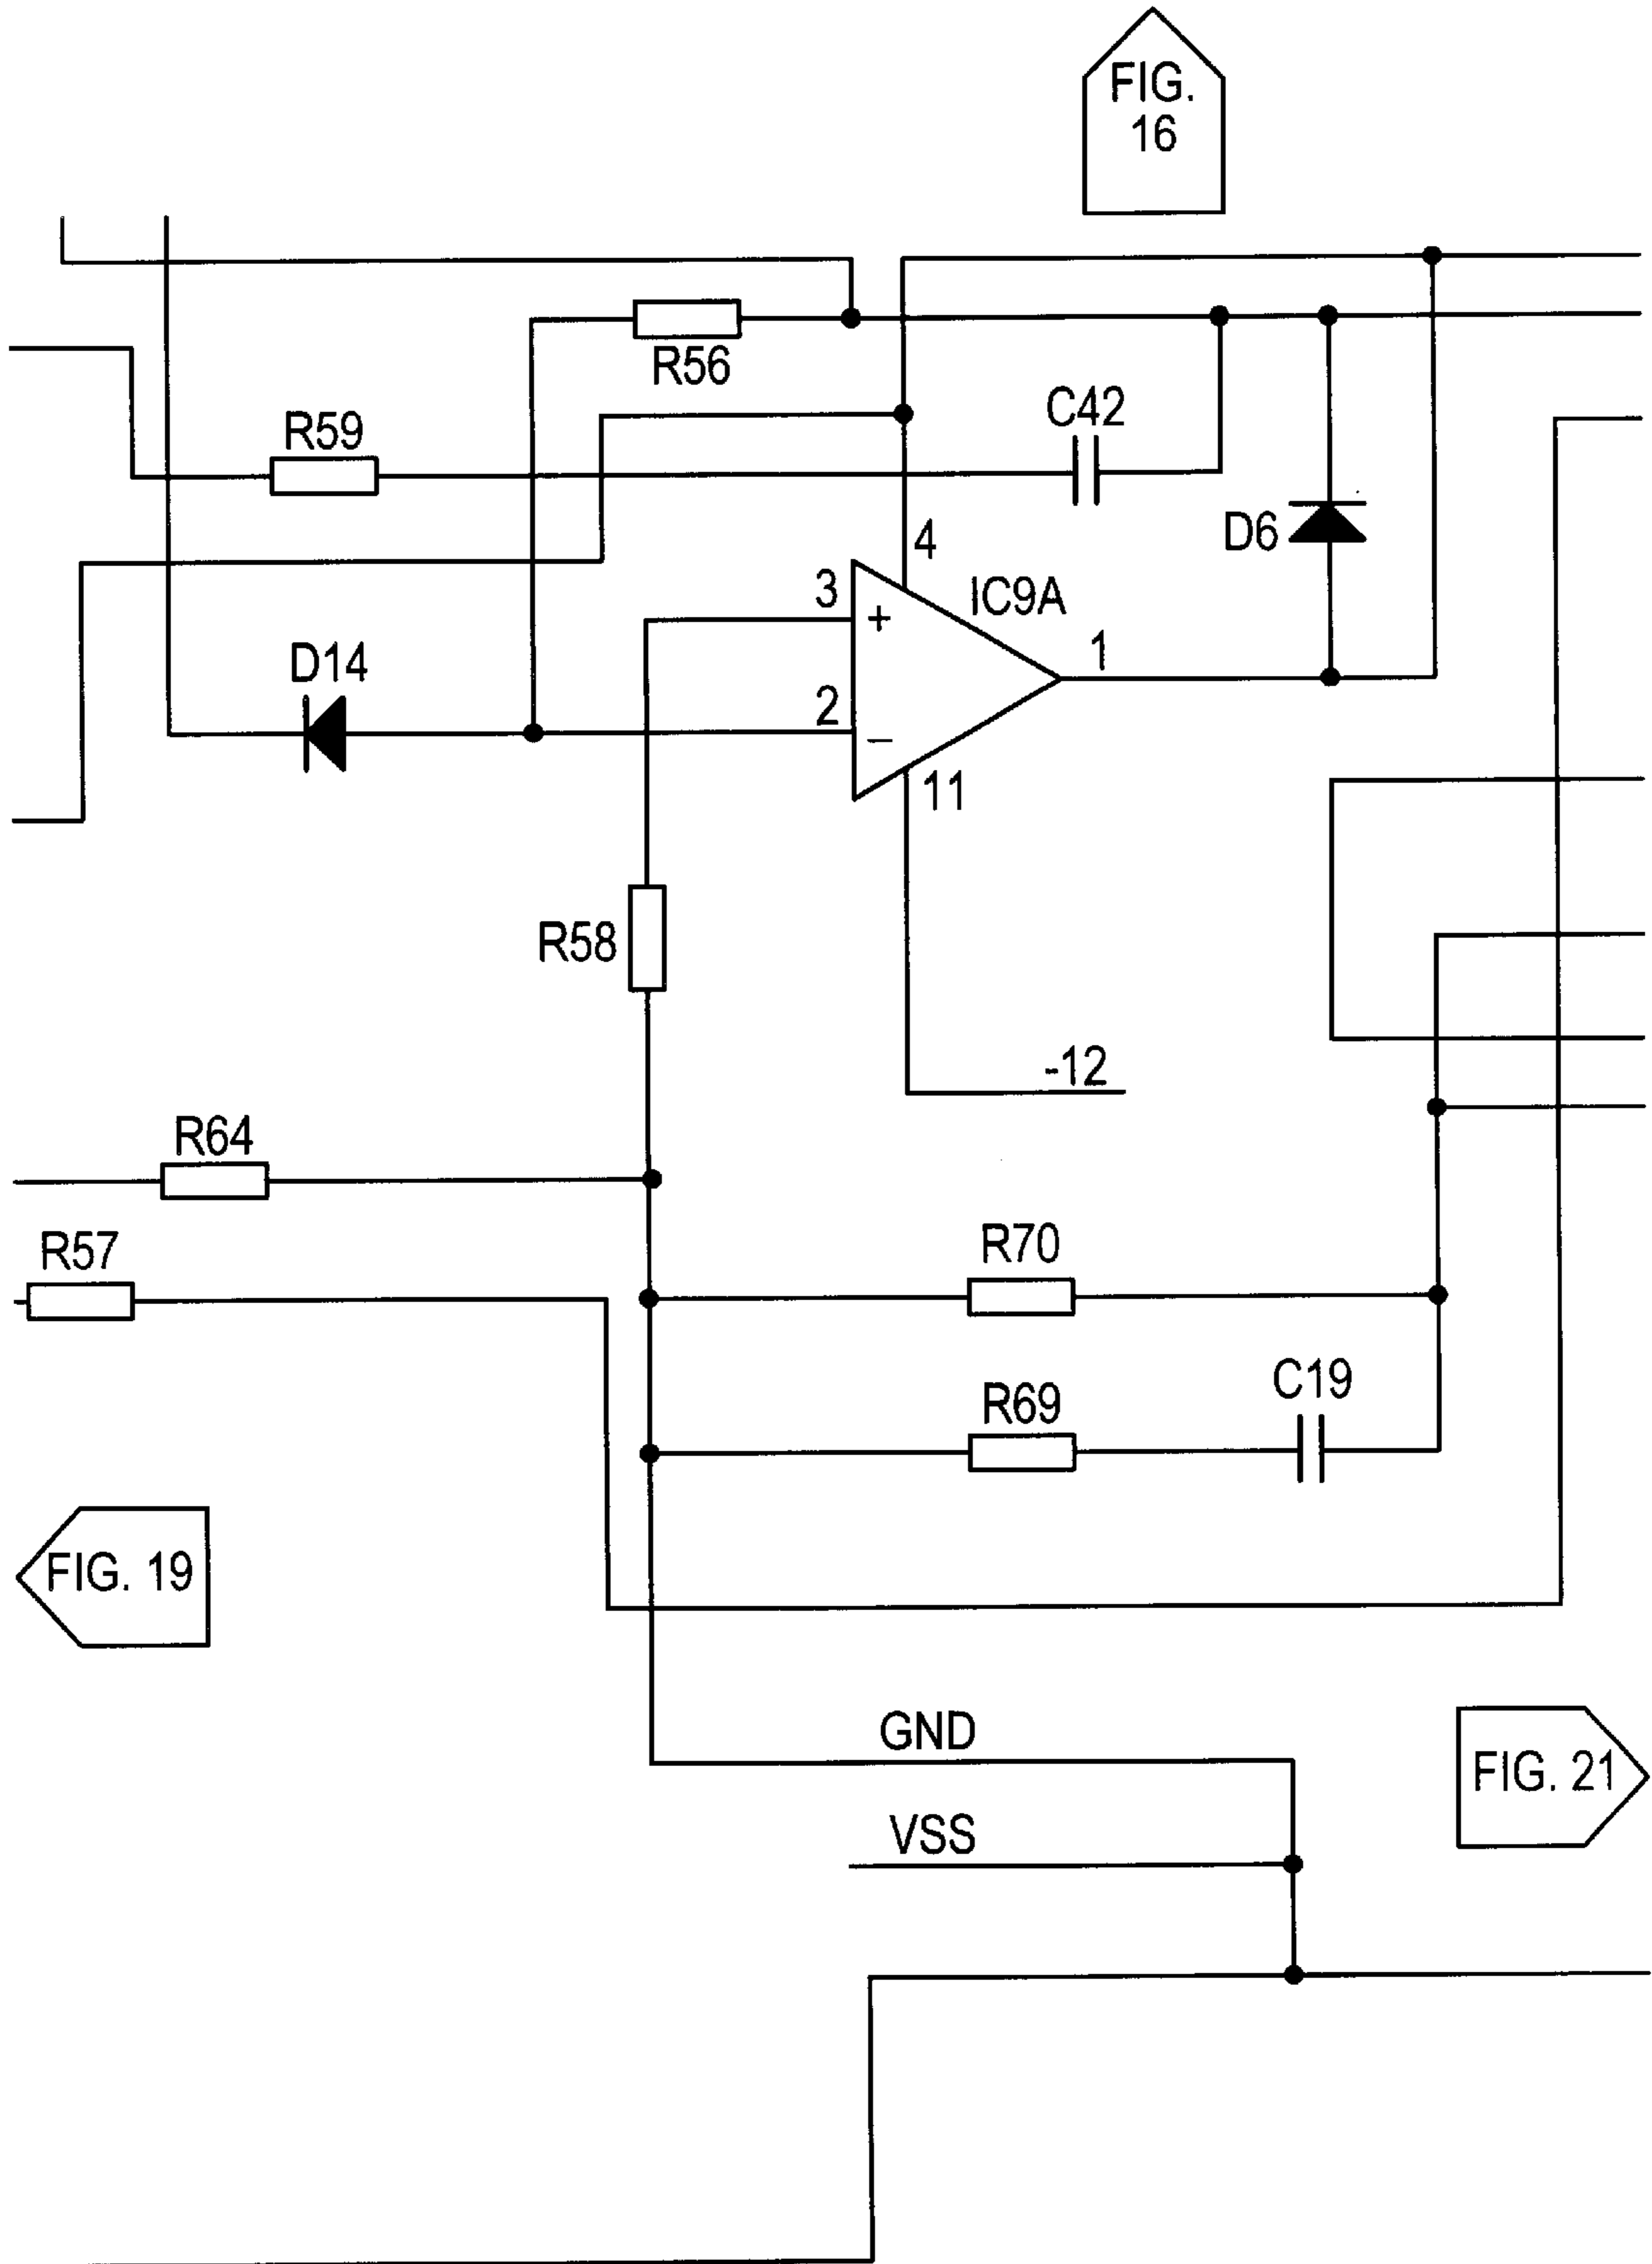 FIG.
16
R56
C42
R59
D6
4
IC9A
3
+
1
D14
2
−
11
R58
-12
R64
R57
R70
C19
R69
FIG. 19
GND
FIG. 21
VSS